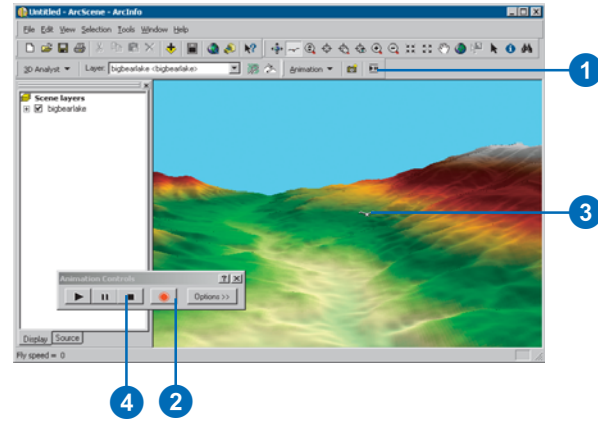 Untitled - ArcScene - ArcInfo
File Edit View Selection Tools Window Help
3D Analyst Layer: bigbearlake <bigbearlake> Animation
1
Scene layers
bigbearlake
3
Animation Controls
Options >>
Display Source
Fly speed = 0
4 2